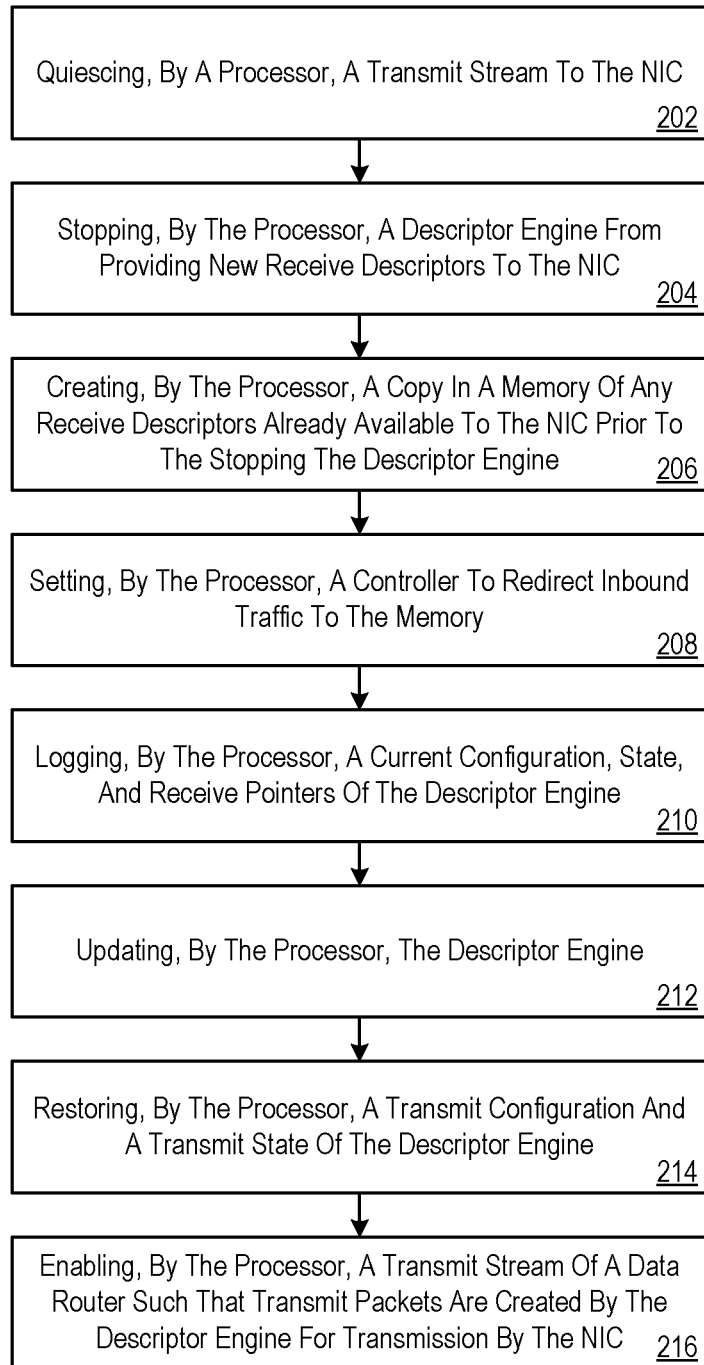 Quiescing, By A Processor, A Transmit Stream To The NIC
202
Stopping, By The Processor, A Descriptor Engine From
Providing New Receive Descriptors To The NIC
204
Creating, By The Processor, A Copy In A Memory Of Any
Receive Descriptors Already Available To The NIC Prior To
The Stopping The Descriptor Engine
206
Setting, By The Processor, A Controller To Redirect Inbound
Traffic To The Memory
208
Logging, By The Processor, A Current Configuration, State,
And Receive Pointers Of The Descriptor Engine
210
Updating, By The Processor, The Descriptor Engine
212
Restoring, By The Processor, A Transmit Configuration And
A Transmit State Of The Descriptor Engine
214
Enabling, By The Processor, A Transmit Stream Of A Data
Router Such That Transmit Packets Are Created By The
Descriptor Engine For Transmission By The NIC
216